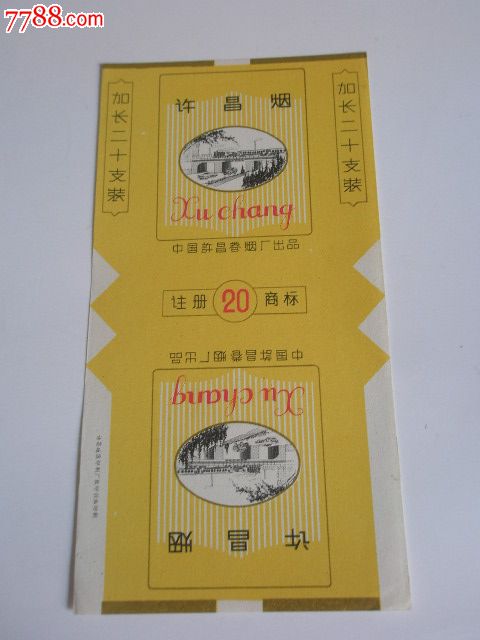 7788.com
加长二十支装
许昌烟
Xu chang
中国許昌卷烟厂出品
加长二十支装
注册 20 商标
中国許昌卷烟厂出品
Xu chang
许昌烟